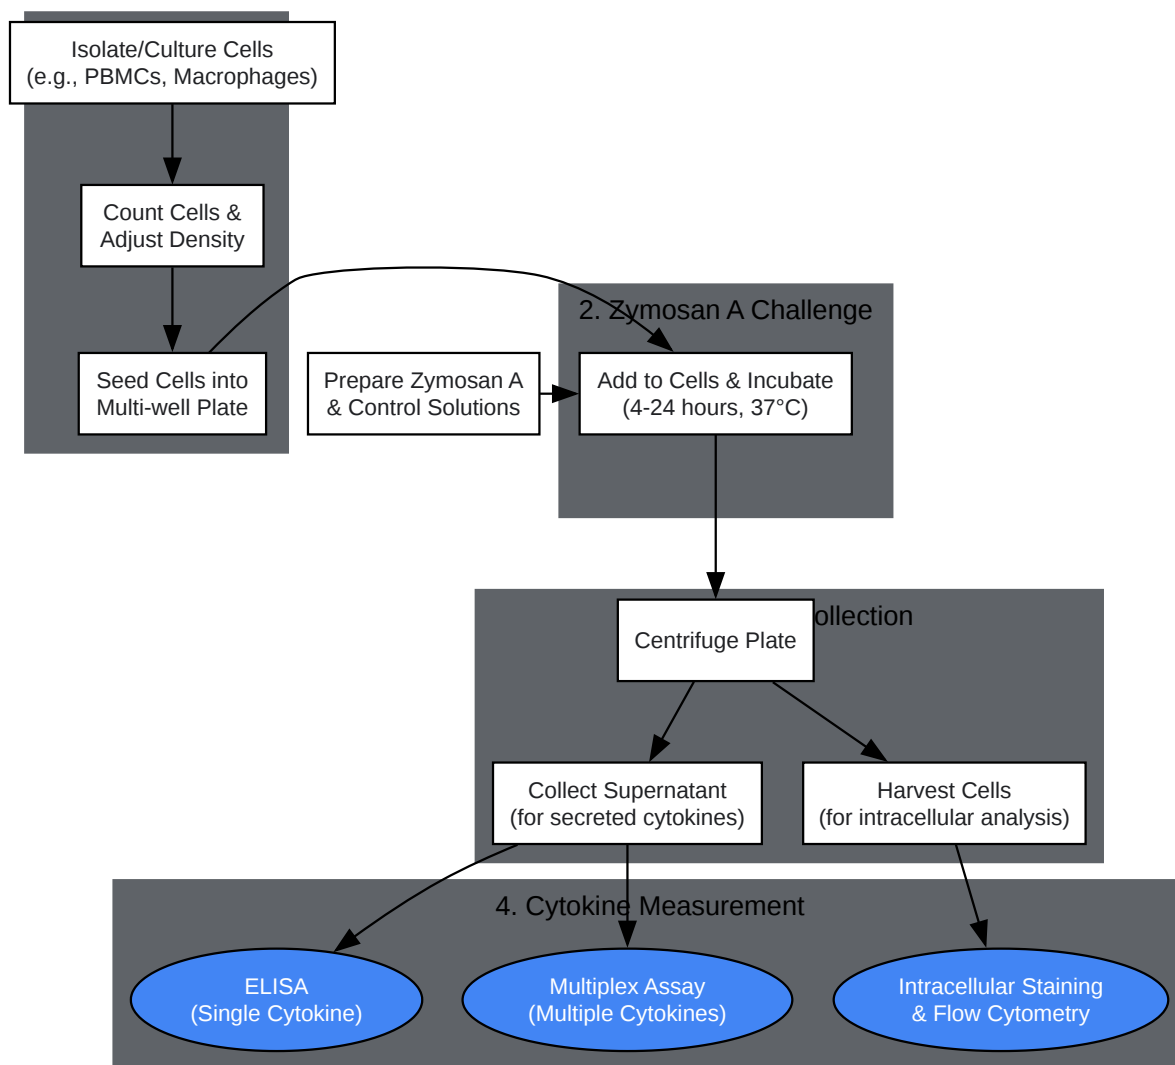 Isolate/Culture Cells
(e.g., PBMCs, Macrophages)
Count Cells &
Adjust Density
Seed Cells into
Multi-well Plate
Prepare Zymosan A
& Control Solutions
2. Zymosan A Challenge
Add to Cells & Incubate
(4-24 hours, 37°C)
ollection
Centrifuge Plate
Collect Supernatant
(for secreted cytokines)
Harvest Cells
(for intracellular analysis)
4. Cytokine Measurement
ELISA
(Single Cytokine)
Multiplex Assay
(Multiple Cytokines)
Intracellular Staining
& Flow Cytometry